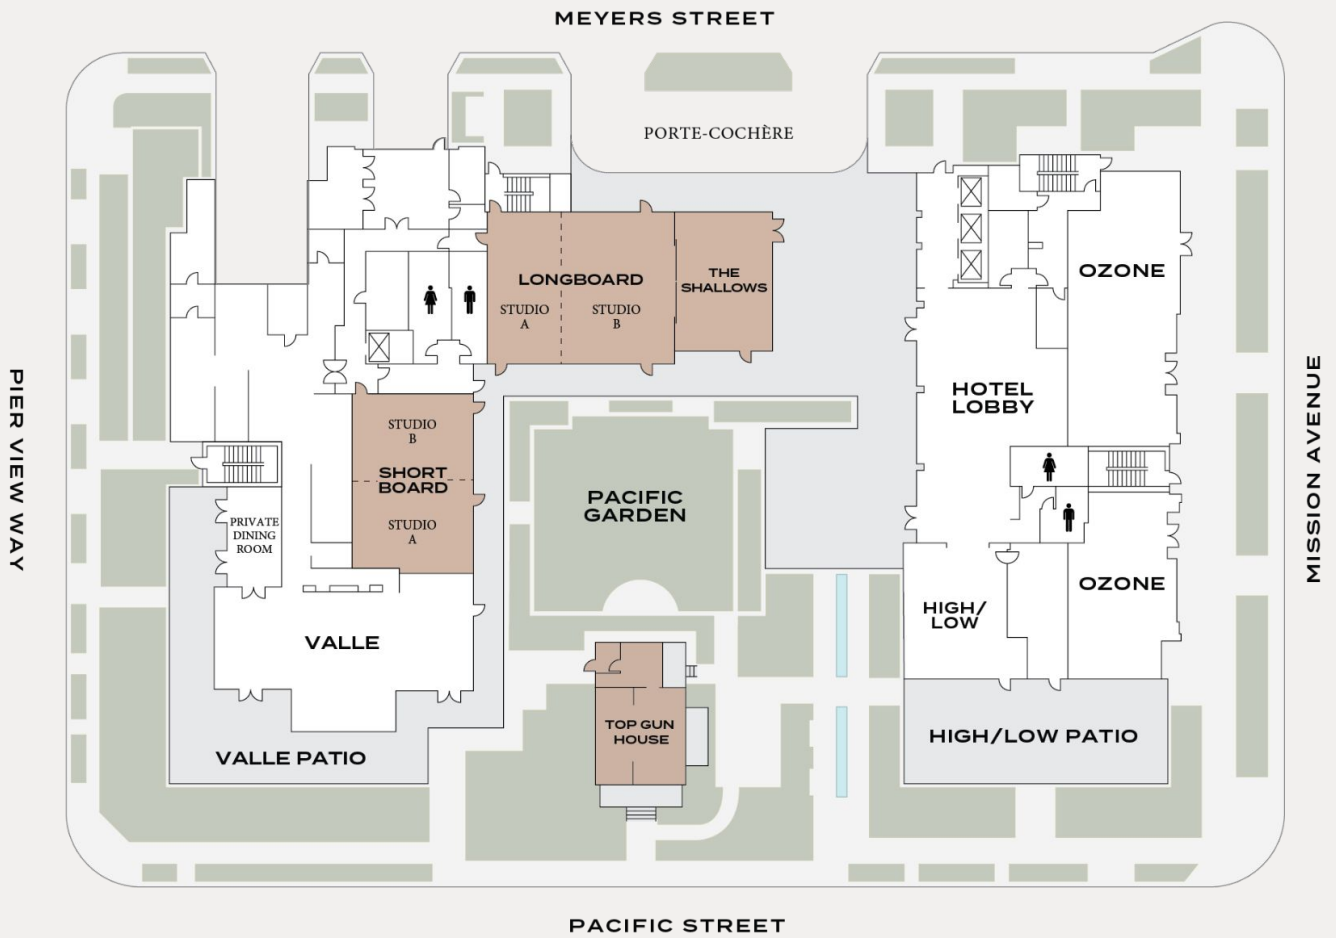 MEYERS STREET
PORTE-COCHÈRE
OZONE
LONGBOARD
THE
SHALLOWS
STUDIO
A
STUDIO
B
HOTEL
LOBBY
STUDIO
B
SHORT
BOARD
STUDIO
A
PACIFIC
GARDEN
PRIVATE
DINING
ROOM
PIER VIEW WAY
MISSION AVENUE
OZONE
HIGH/
LOW
VALLE
TOP GUN
HOUSE
HIGH/LOW PATIO
VALLE PATIO
PACIFIC STREET